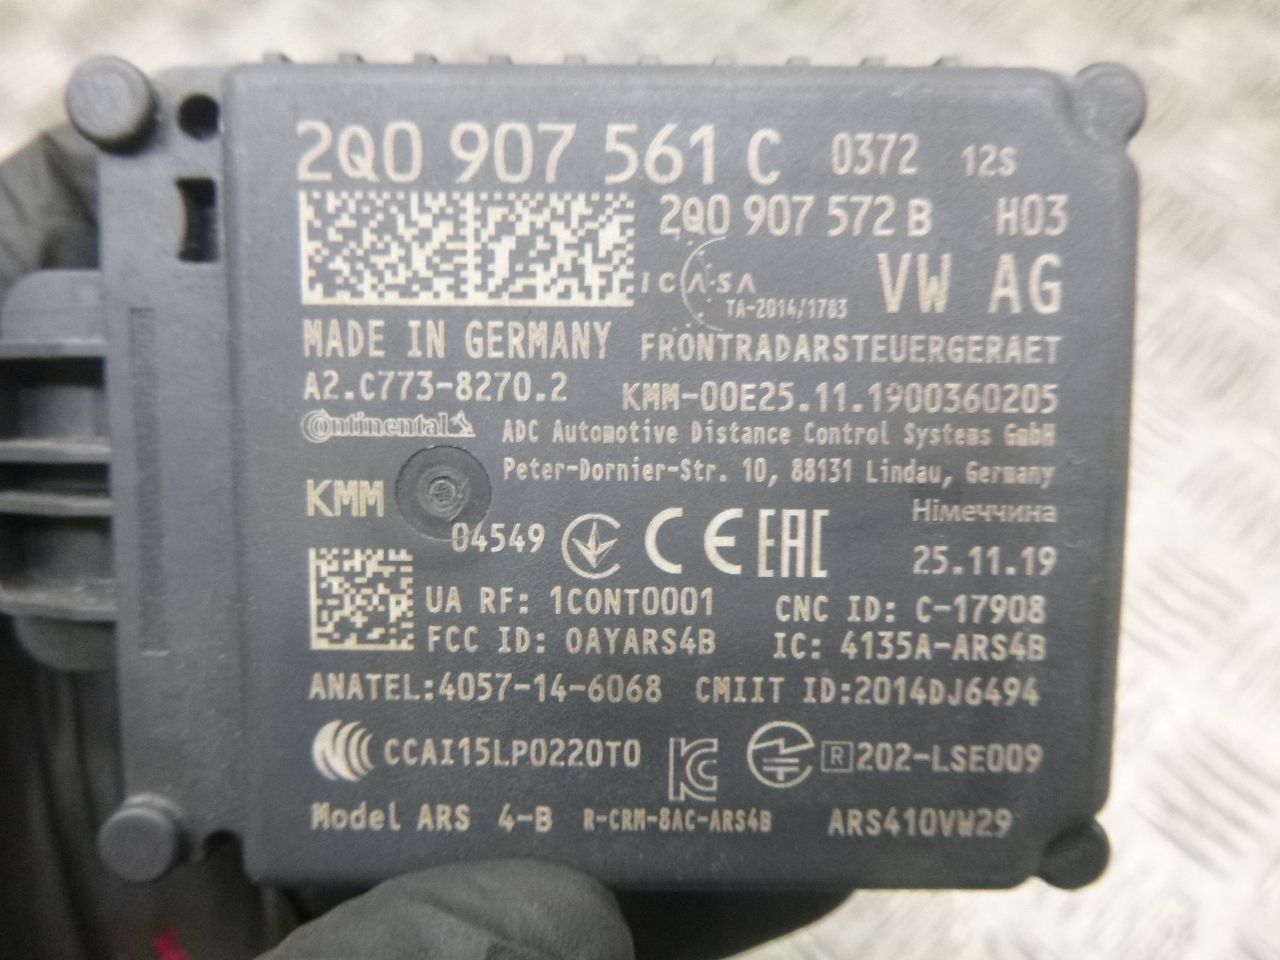 2Q0 907 561 C 0372 12S
2Q0 907 572 B H03
ICASA VW AG
TA-2014/1783
MADE IN GERMANY FRONTRADARSTEUERGERAET
A2.C773-8270.2 KMM-00E25.11.1900360205
Continental ADC Automotive Distance Control Systems GmbH
Peter-Dornier-Str. 10, 88131 Lindau, Germany
KMM Німеччина
04549 CE EAC 25.11.19
UA RF: 1CONT0001 CNC ID: C-17908
FCC ID: OAYARS4B IC: 4135A-ARS4B
ANATEL:4057-14-6068 CMIIT ID:2014DJ6494
CCAI15LP0220T0 KC R 202-LSE009
Model ARS 4-B R-CRM-8AC-ARS4B ARS410VW29